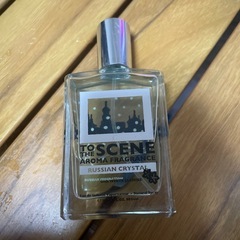 TO SCENE
THE
AROMA FRAGRANCE
RUSSIAN CRYSTAL